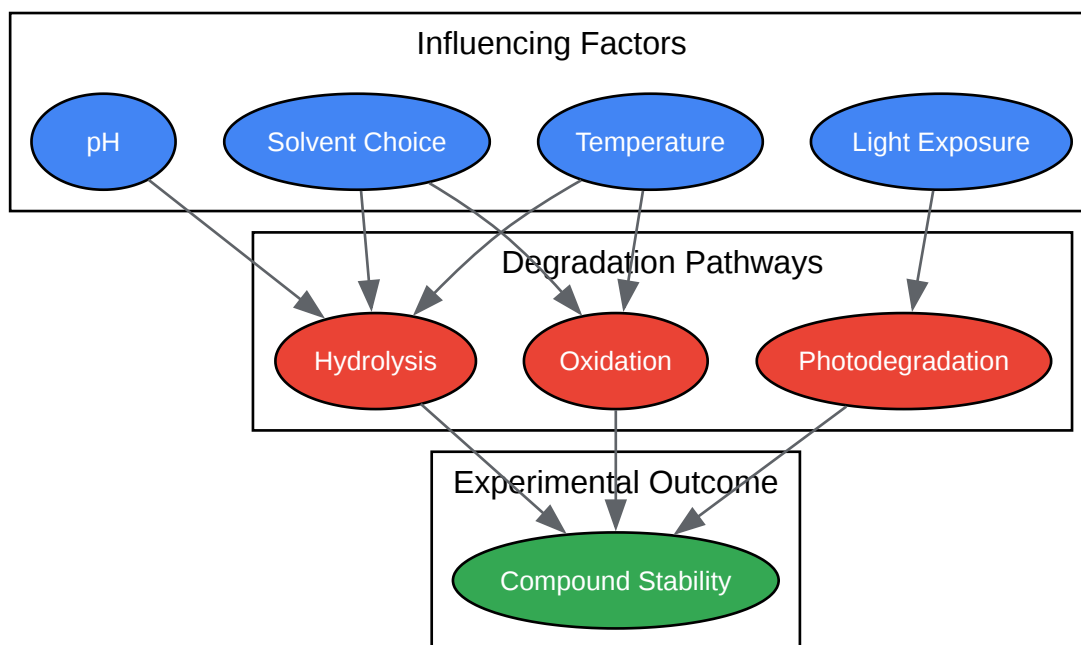 Influencing Factors
pH
Solvent Choice
Temperature
Light Exposure
Degradation Pathways
Hydrolysis
Oxidation
Photodegradation
Experimental Outcome
Compound Stability